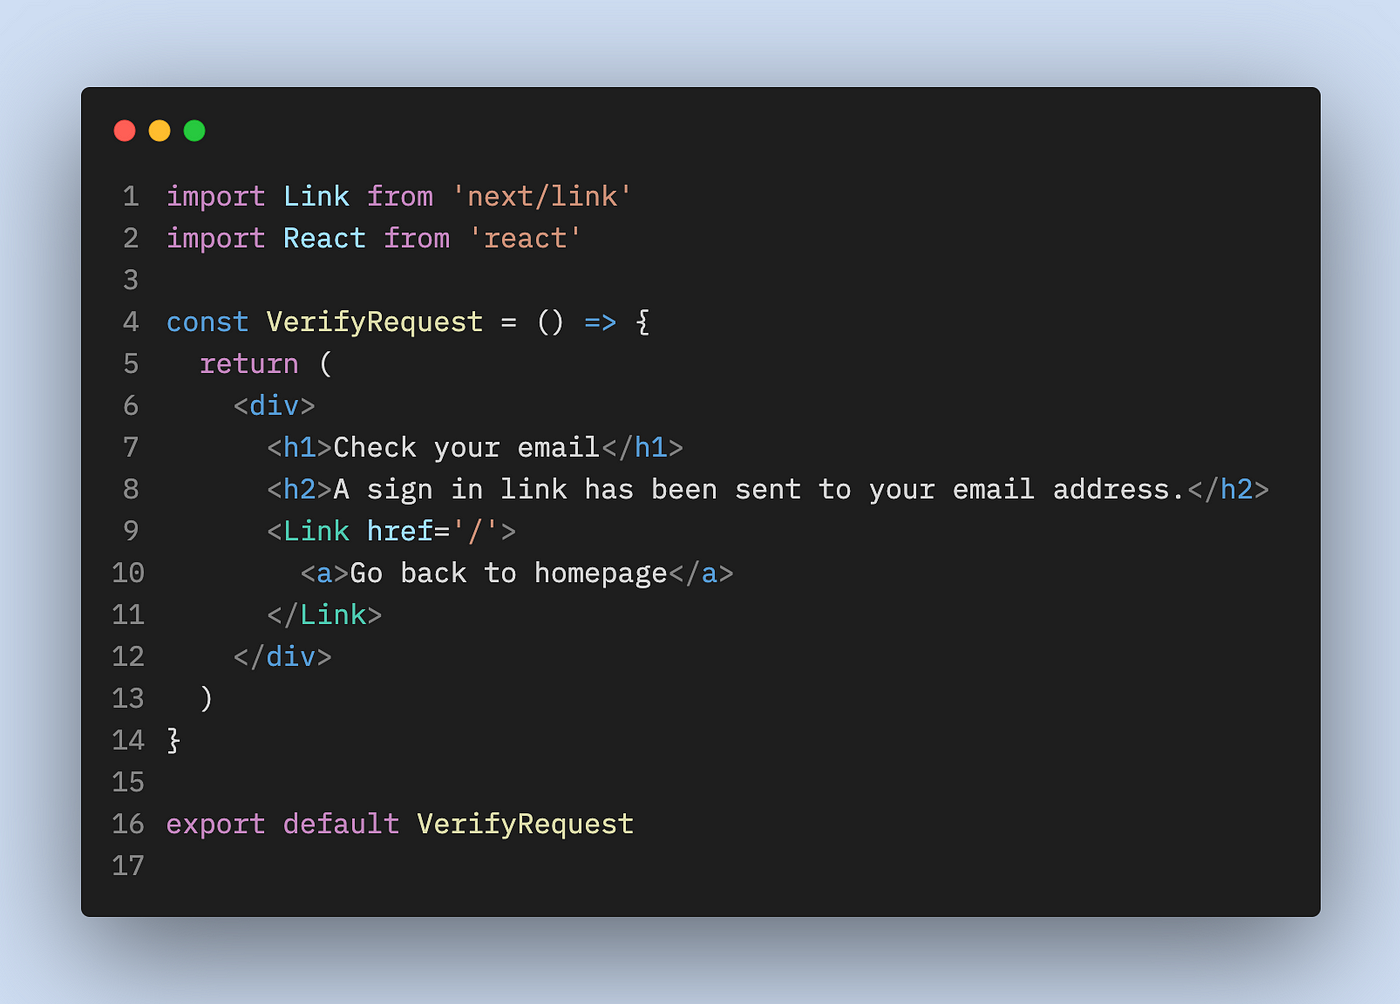 1 import Link from 'next/link'
2 import React from 'react'
3
4 const VerifyRequest = () => {
5   return (
6     <div>
7       <h1>Check your email</h1>
8       <h2>A sign in link has been sent to your email address.</h2>
9       <Link href='/'>
10         <a>Go back to homepage</a>
11       </Link>
12     </div>
13   )
14 }
15
16 export default VerifyRequest
17